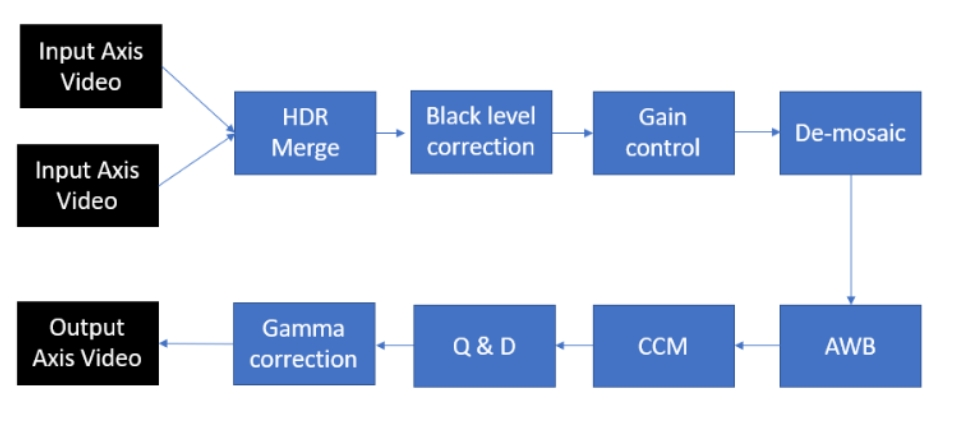 Input Axis
Video
Input Axis
Video
HDR
Merge
Black level
correction
Gain
control
De-mosaic
AWB
CCM
Q & D
Gamma
correction
Output
Axis Video